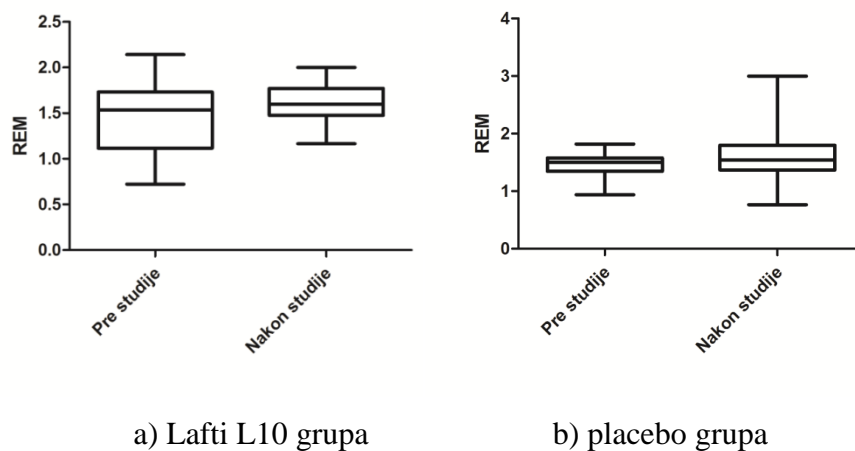 2.5
2.0
1.5
1.0
0.5
0.0
REM
Pre studije
Nakon studije
4
3
2
1
0
REM
Pre studije
Nakon studije
a) Lafti L10 grupa
b) placebo grupa